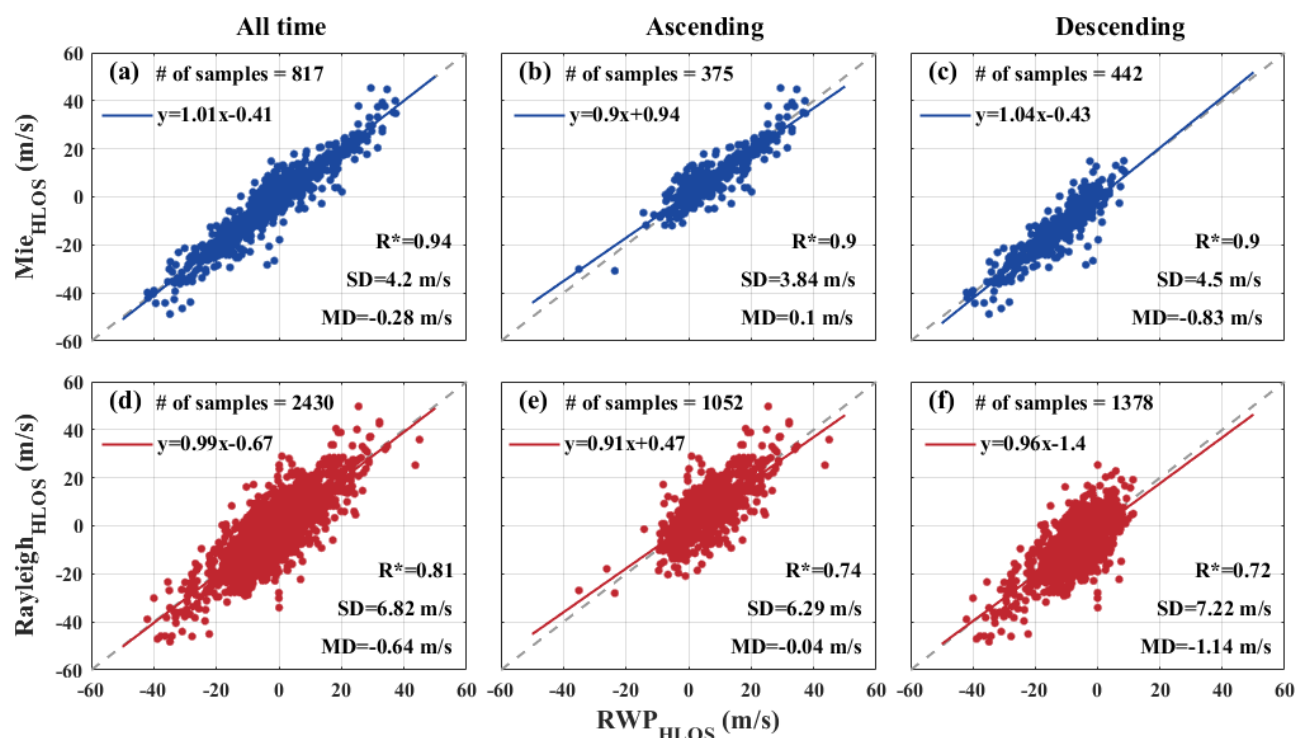 All time
Ascending
Descending
(a) # of samples = 817
y=1.01x-0.41
R*=0.94
SD=4.2 m/s
MD=-0.28 m/s
60
40
20
0
-20
-40
-60
Mie_HLOS (m/s)
(b) # of samples = 375
y=0.9x+0.94
R*=0.9
SD=3.84 m/s
MD=0.1 m/s
(c) # of samples = 442
y=1.04x-0.43
R*=0.9
SD=4.5 m/s
MD=-0.83 m/s
(d) # of samples = 2430
y=0.99x-0.67
R*=0.81
SD=6.82 m/s
MD=-0.64 m/s
60
40
20
0
-20
-40
-60
Rayleigh_HLOS (m/s)
-60 -40 -20 0 20 40 60
(e) # of samples = 1052
y=0.91x+0.47
R*=0.74
SD=6.29 m/s
MD=-0.04 m/s
-60 -40 -20 0 20 40 60
(f) # of samples = 1378
y=0.96x-1.4
R*=0.72
SD=7.22 m/s
MD=-1.14 m/s
-60 -40 -20 0 20 40 60
RWP_HLOS (m/s)